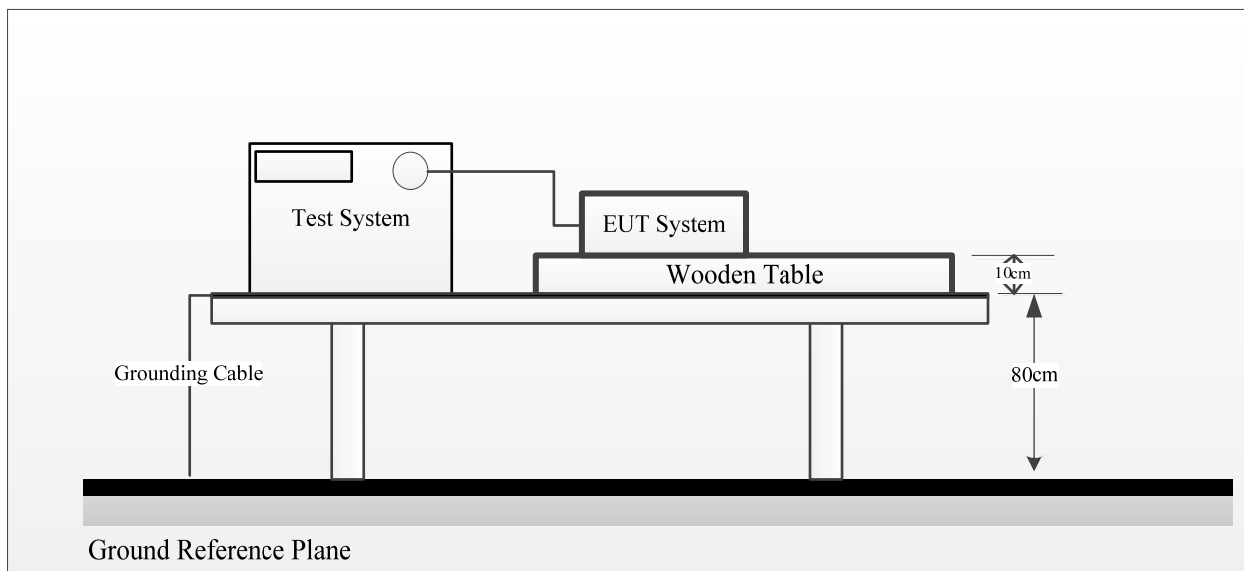 Test System
EUT System
Wooden Table
10cm
Grounding Cable
80cm
Ground Reference Plane